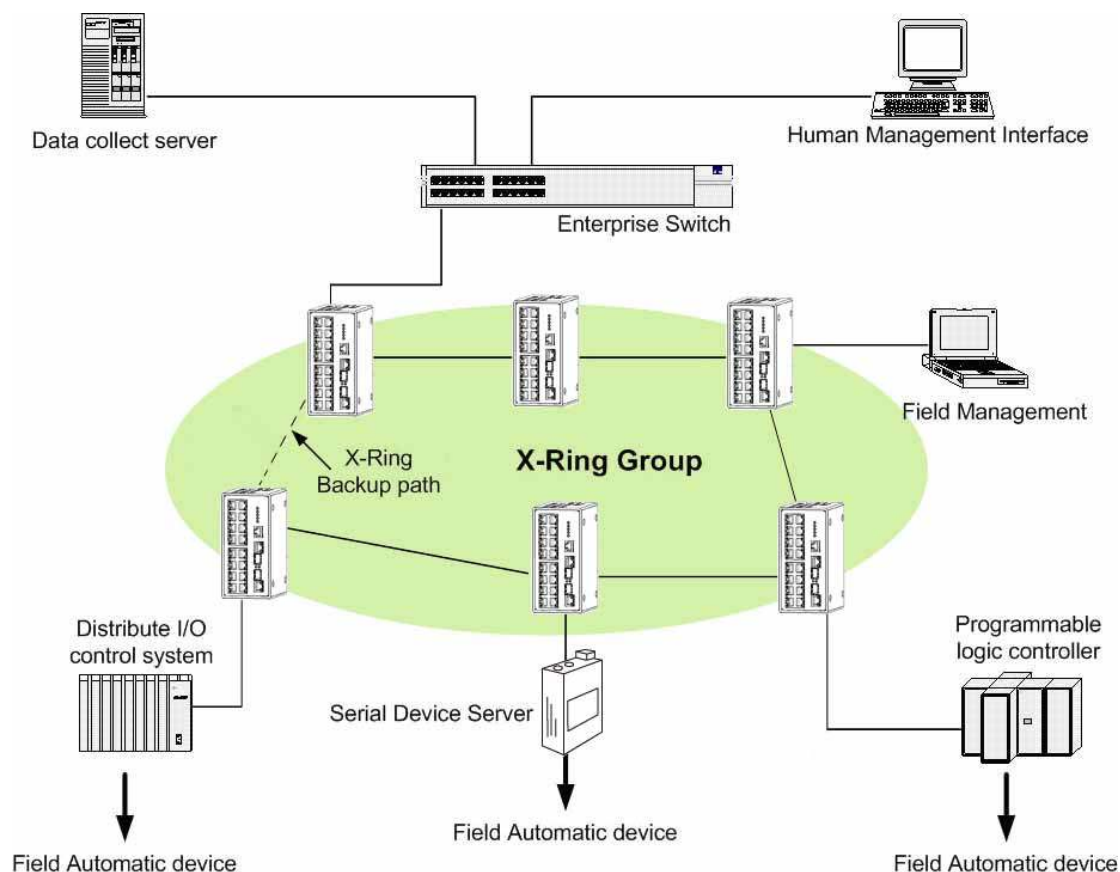 Data collect server
Human Management Interface
Enterprise Switch
Field Management
X-Ring
Backup path
X-Ring Group
Distribute I/O
control system
Serial Device Server
Programmable
logic controller
Field Automatic device
Field Automatic device
Field Automatic device